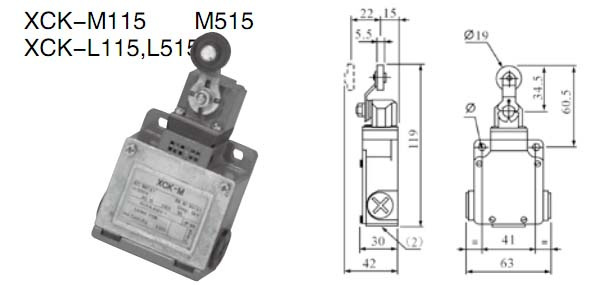 XCK-M115 M515
XCK-L115,L515
XCK-M
22 15
5.5
Ø19
34.5
60.5
119
Ø
30 (2)
42
= 41 =
63